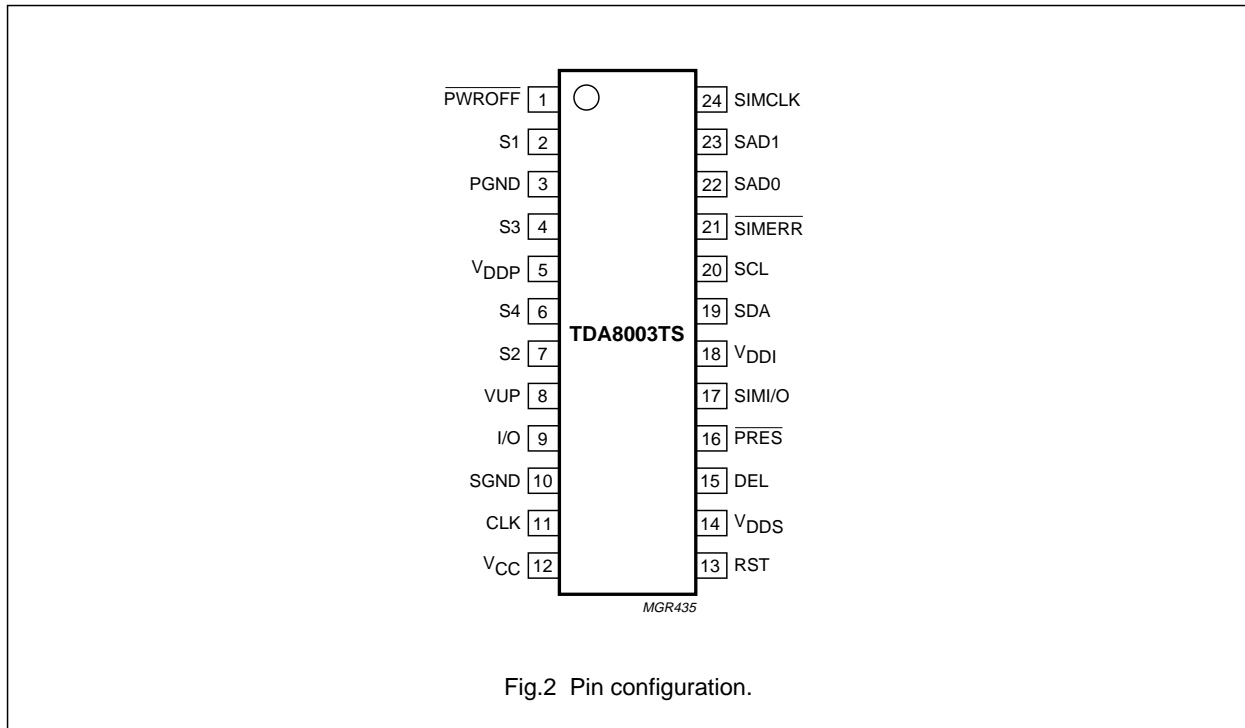 PWROFF 1
S1 2
PGND 3
S3 4
VDDP 5
S4 6
S2 7
VUP 8
I/O 9
SGND 10
CLK 11
VCC 12
TDA8003TS
24 SIMCLK
23 SAD1
22 SAD0
21 SIMERR
20 SCL
19 SDA
18 VDDI
17 SIMI/O
16 PRES
15 DEL
14 VDDS
13 RST
MGR435
Fig.2 Pin configuration.